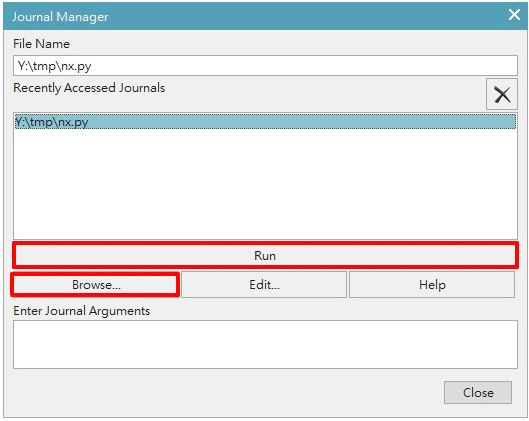 Journal Manager
File Name
Y:\tmp\nx.py
Recently Accessed Journals
Y:\tmp\nx.py
Run
Browse... Edit... Help
Enter Journal Arguments
Close